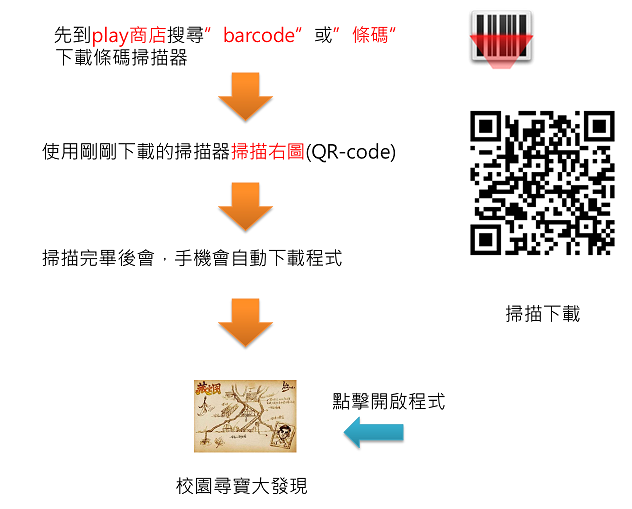 先到play商店搜尋”barcode“或”條碼“
下載條碼掃描器
使用剛剛下載的掃描器掃描右圖(QR-code)
掃描完畢後會，手機會自動下載程式
掃描下載
點擊開啟程式
校園尋寶大發現